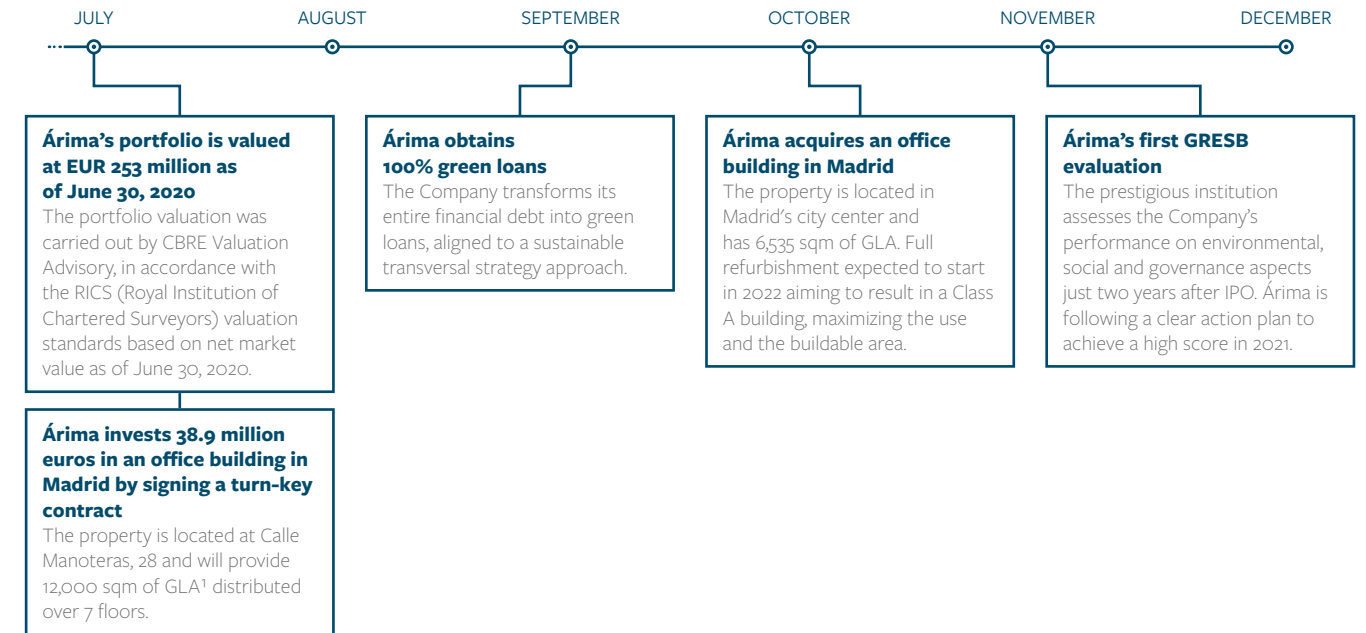 JULY
AUGUST
SEPTEMBER
OCTOBER
NOVEMBER
DECEMBER
Árima’s portfolio is valued
at EUR 253 million as
of June 30, 2020
The portfolio valuation was
carried out by CBRE Valuation
Advisory, in accordance with
the RICS (Royal Institution of
Chartered Surveyors) valuation
standards based on net market
value as of June 30, 2020.
Árima invests 38.9 million
euros in an office building in
Madrid by signing a turn-key
contract
The property is located at Calle
Manoteras, 28 and will provide
12,000 sqm of GLA¹ distributed
over 7 floors.
Árima obtains
100% green loans
The Company transforms its
entire financial debt into green
loans, aligned to a sustainable
transversal strategy approach.
Árima acquires an office
building in Madrid
The property is located in
Madrid’s city center and
has 6,535 sqm of GLA. Full
refurbishment expected to start
in 2022 aiming to result in a Class
A building, maximizing the use
and the buildable area.
Árima’s first GRESB
evaluation
The prestigious institution
assesses the Company’s
performance on environmental,
social and governance aspects
just two years after IPO. Árima is
following a clear action plan to
achieve a high score in 2021.